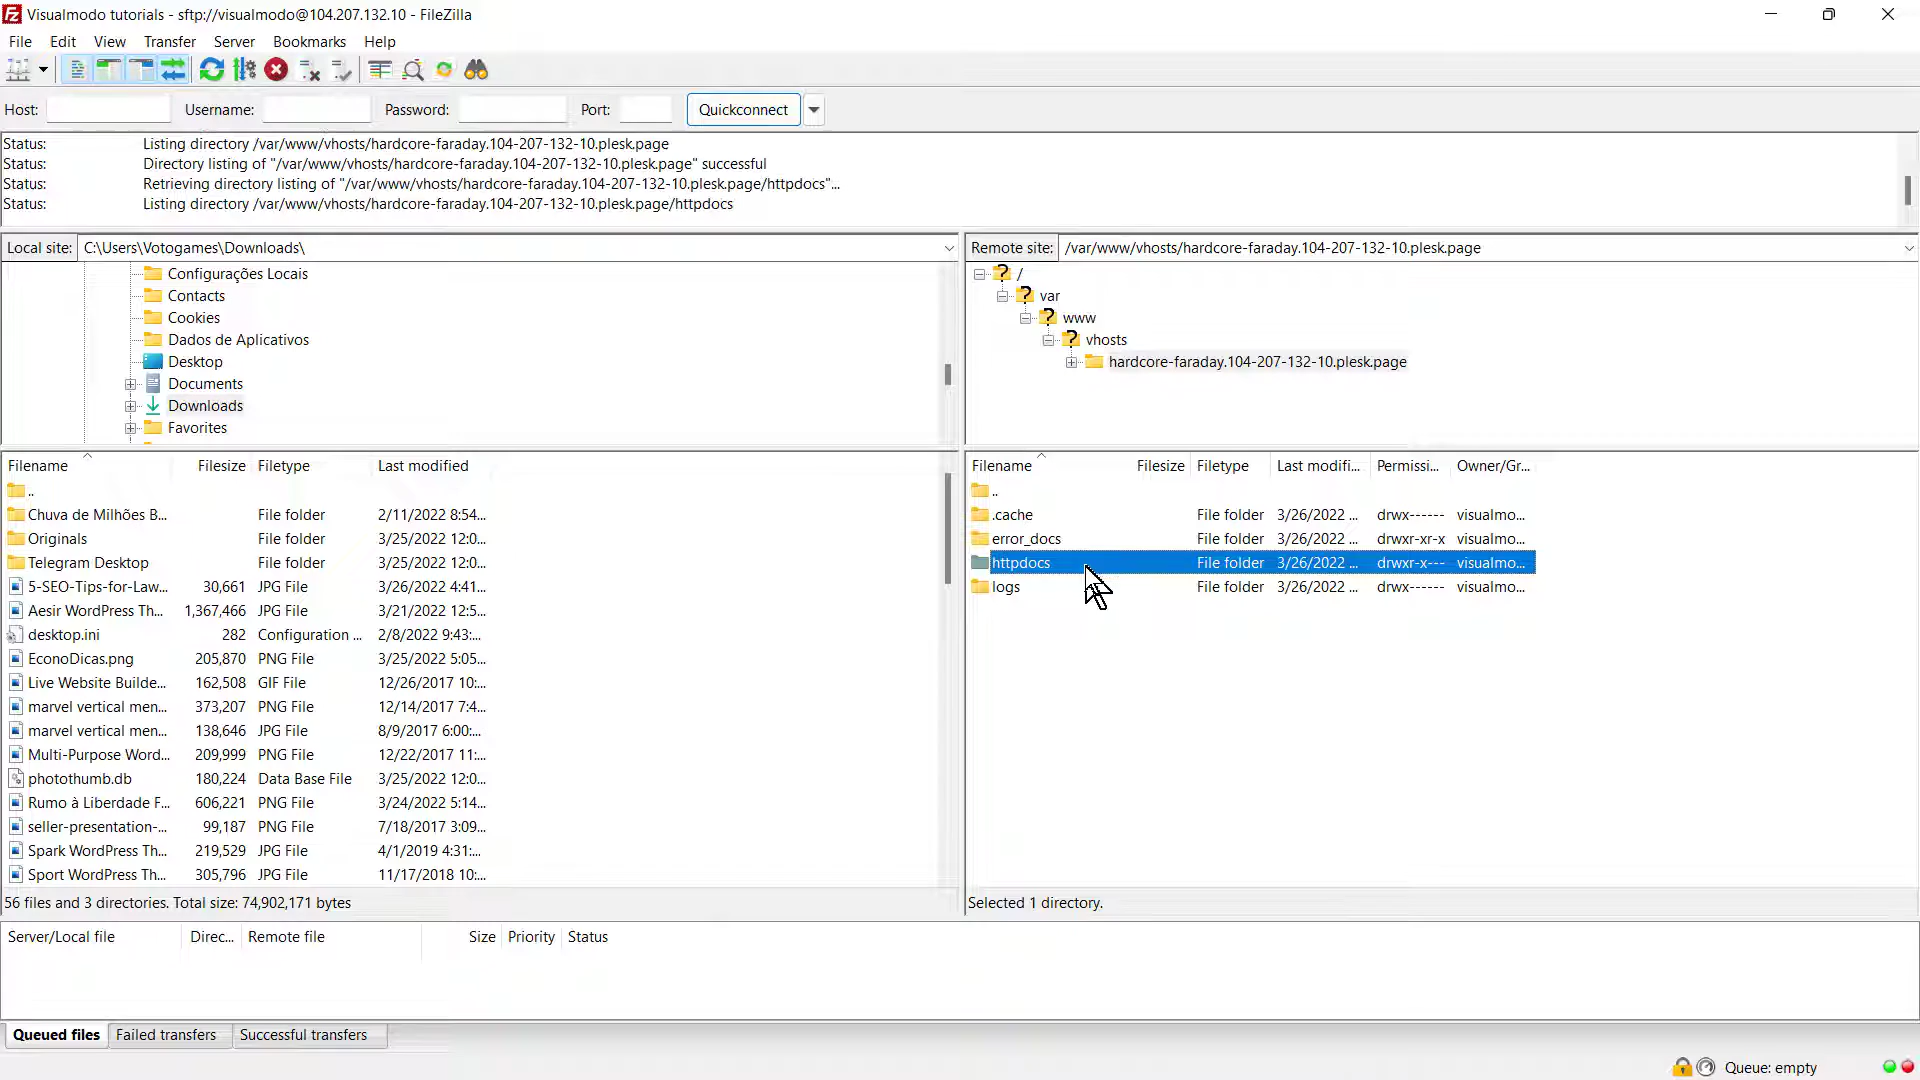 Visualmodo tutorials - sftp://visualmodo@104.207.132.10 - FileZilla
File Edit View Transfer Server Bookmarks Help
Host: Username: Password: Port: Quickconnect
Status: Listing directory /var/www/vhosts/hardcore-faraday.104-207-132-10.plesk.page
Status: Directory listing of "/var/www/vhosts/hardcore-faraday.104-207-132-10.plesk.page" successful
Status: Retrieving directory listing of "/var/www/vhosts/hardcore-faraday.104-207-132-10.plesk.page/httpdocs"...
Status: Listing directory /var/www/vhosts/hardcore-faraday.104-207-132-10.plesk.page/httpdocs
Local site: C:\Users\Votogames\Downloads\
Configurações Locais
Contacts
Cookies
Dados de Aplicativos
Desktop
Documents
Downloads
Favorites
Filename Filesize Filetype Last modified
..
Chuva de Milhões B... File folder 2/11/2022 8:54...
Originals File folder 3/25/2022 12:0...
Telegram Desktop File folder 3/25/2022 12:0...
5-SEO-Tips-for-Law... 30,661 JPG File 3/26/2022 4:41...
Aesir WordPress Th... 1,367,466 JPG File 3/21/2022 12:5...
desktop.ini 282 Configuration ... 2/8/2022 9:43:...
EconoDicas.png 205,870 PNG File 3/25/2022 5:05...
Live Website Builde... 162,508 GIF File 12/26/2017 10:...
marvel vertical men... 373,207 PNG File 12/14/2017 7:4...
marvel vertical men... 138,646 JPG File 8/9/2017 6:00:...
Multi-Purpose Word... 209,999 PNG File 12/22/2017 11:...
photothumb.db 180,224 Data Base File 3/25/2022 12:0...
Rumo à Liberdade F... 606,221 PNG File 3/24/2022 5:14...
seller-presentation-... 99,187 PNG File 7/18/2017 3:09...
Spark WordPress Th... 219,529 JPG File 4/1/2019 4:31:...
Sport WordPress Th... 305,796 JPG File 11/17/2018 10:...
56 files and 3 directories. Total size: 74,902,171 bytes
Remote site: /var/www/vhosts/hardcore-faraday.104-207-132-10.plesk.page
/
var
www
vhosts
hardcore-faraday.104-207-132-10.plesk.page
Filename Filesize Filetype Last modifi... Permissi... Owner/Gr...
..
.cache File folder 3/26/2022 ... drwx------ visualmo...
error_docs File folder 3/26/2022 ... drwxr-xr-x visualmo...
httpdocs File folder 3/26/2022 ... drwxr-x--- visualmo...
logs File folder 3/26/2022 ... drwx------ visualmo...
Selected 1 directory.
Server/Local file Direc... Remote file Size Priority Status
Queued files Failed transfers Successful transfers
Queue: empty